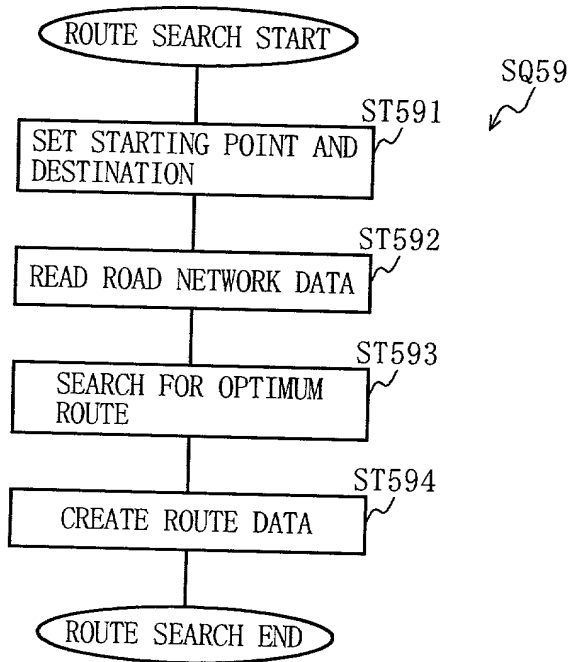 ROUTE SEARCH START
SQ59
ST591
SET STARTING POINT AND
DESTINATION
ST592
READ ROAD NETWORK DATA
ST593
SEARCH FOR OPTIMUM
ROUTE
ST594
CREATE ROUTE DATA
ROUTE SEARCH END